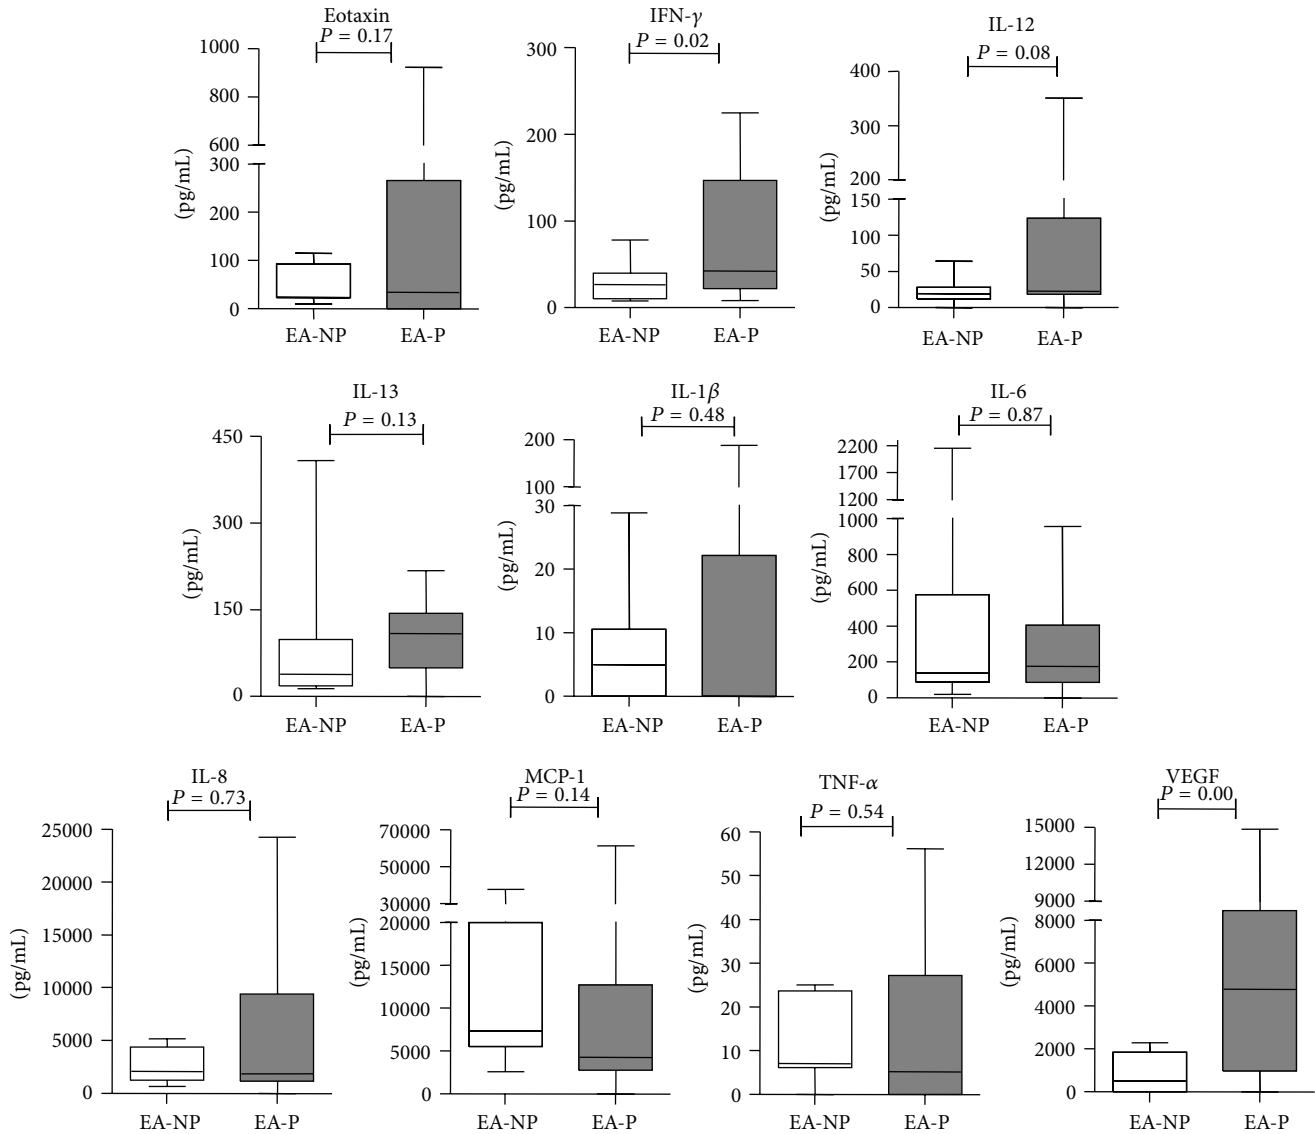 Eotaxin
P = 0.17
1000
800
600
300
200
100
0
(pg/mL)
EA-NP
EA-P
IFN-γ
P = 0.02
300
200
100
0
(pg/mL)
EA-NP
EA-P
IL-12
P = 0.08
400
300
200
150
100
50
0
(pg/mL)
EA-NP
EA-P
IL-13
P = 0.13
450
300
150
0
(pg/mL)
EA-NP
EA-P
IL-1β
P = 0.48
200
100
30
20
10
0
(pg/mL)
EA-NP
EA-P
IL-6
P = 0.87
2200
1700
1200
1000
800
600
400
200
0
(pg/mL)
EA-NP
EA-P
IL-8
P = 0.73
25000
20000
15000
10000
5000
0
(pg/mL)
EA-NP
EA-P
MCP-1
P = 0.14
70000
50000
30000
20000
15000
10000
5000
0
(pg/mL)
EA-NP
EA-P
TNF-α
P = 0.54
60
50
40
30
20
10
0
(pg/mL)
EA-NP
EA-P
VEGF
P = 0.00
15000
12000
9000
8000
6000
4000
2000
0
(pg/mL)
EA-NP
EA-P